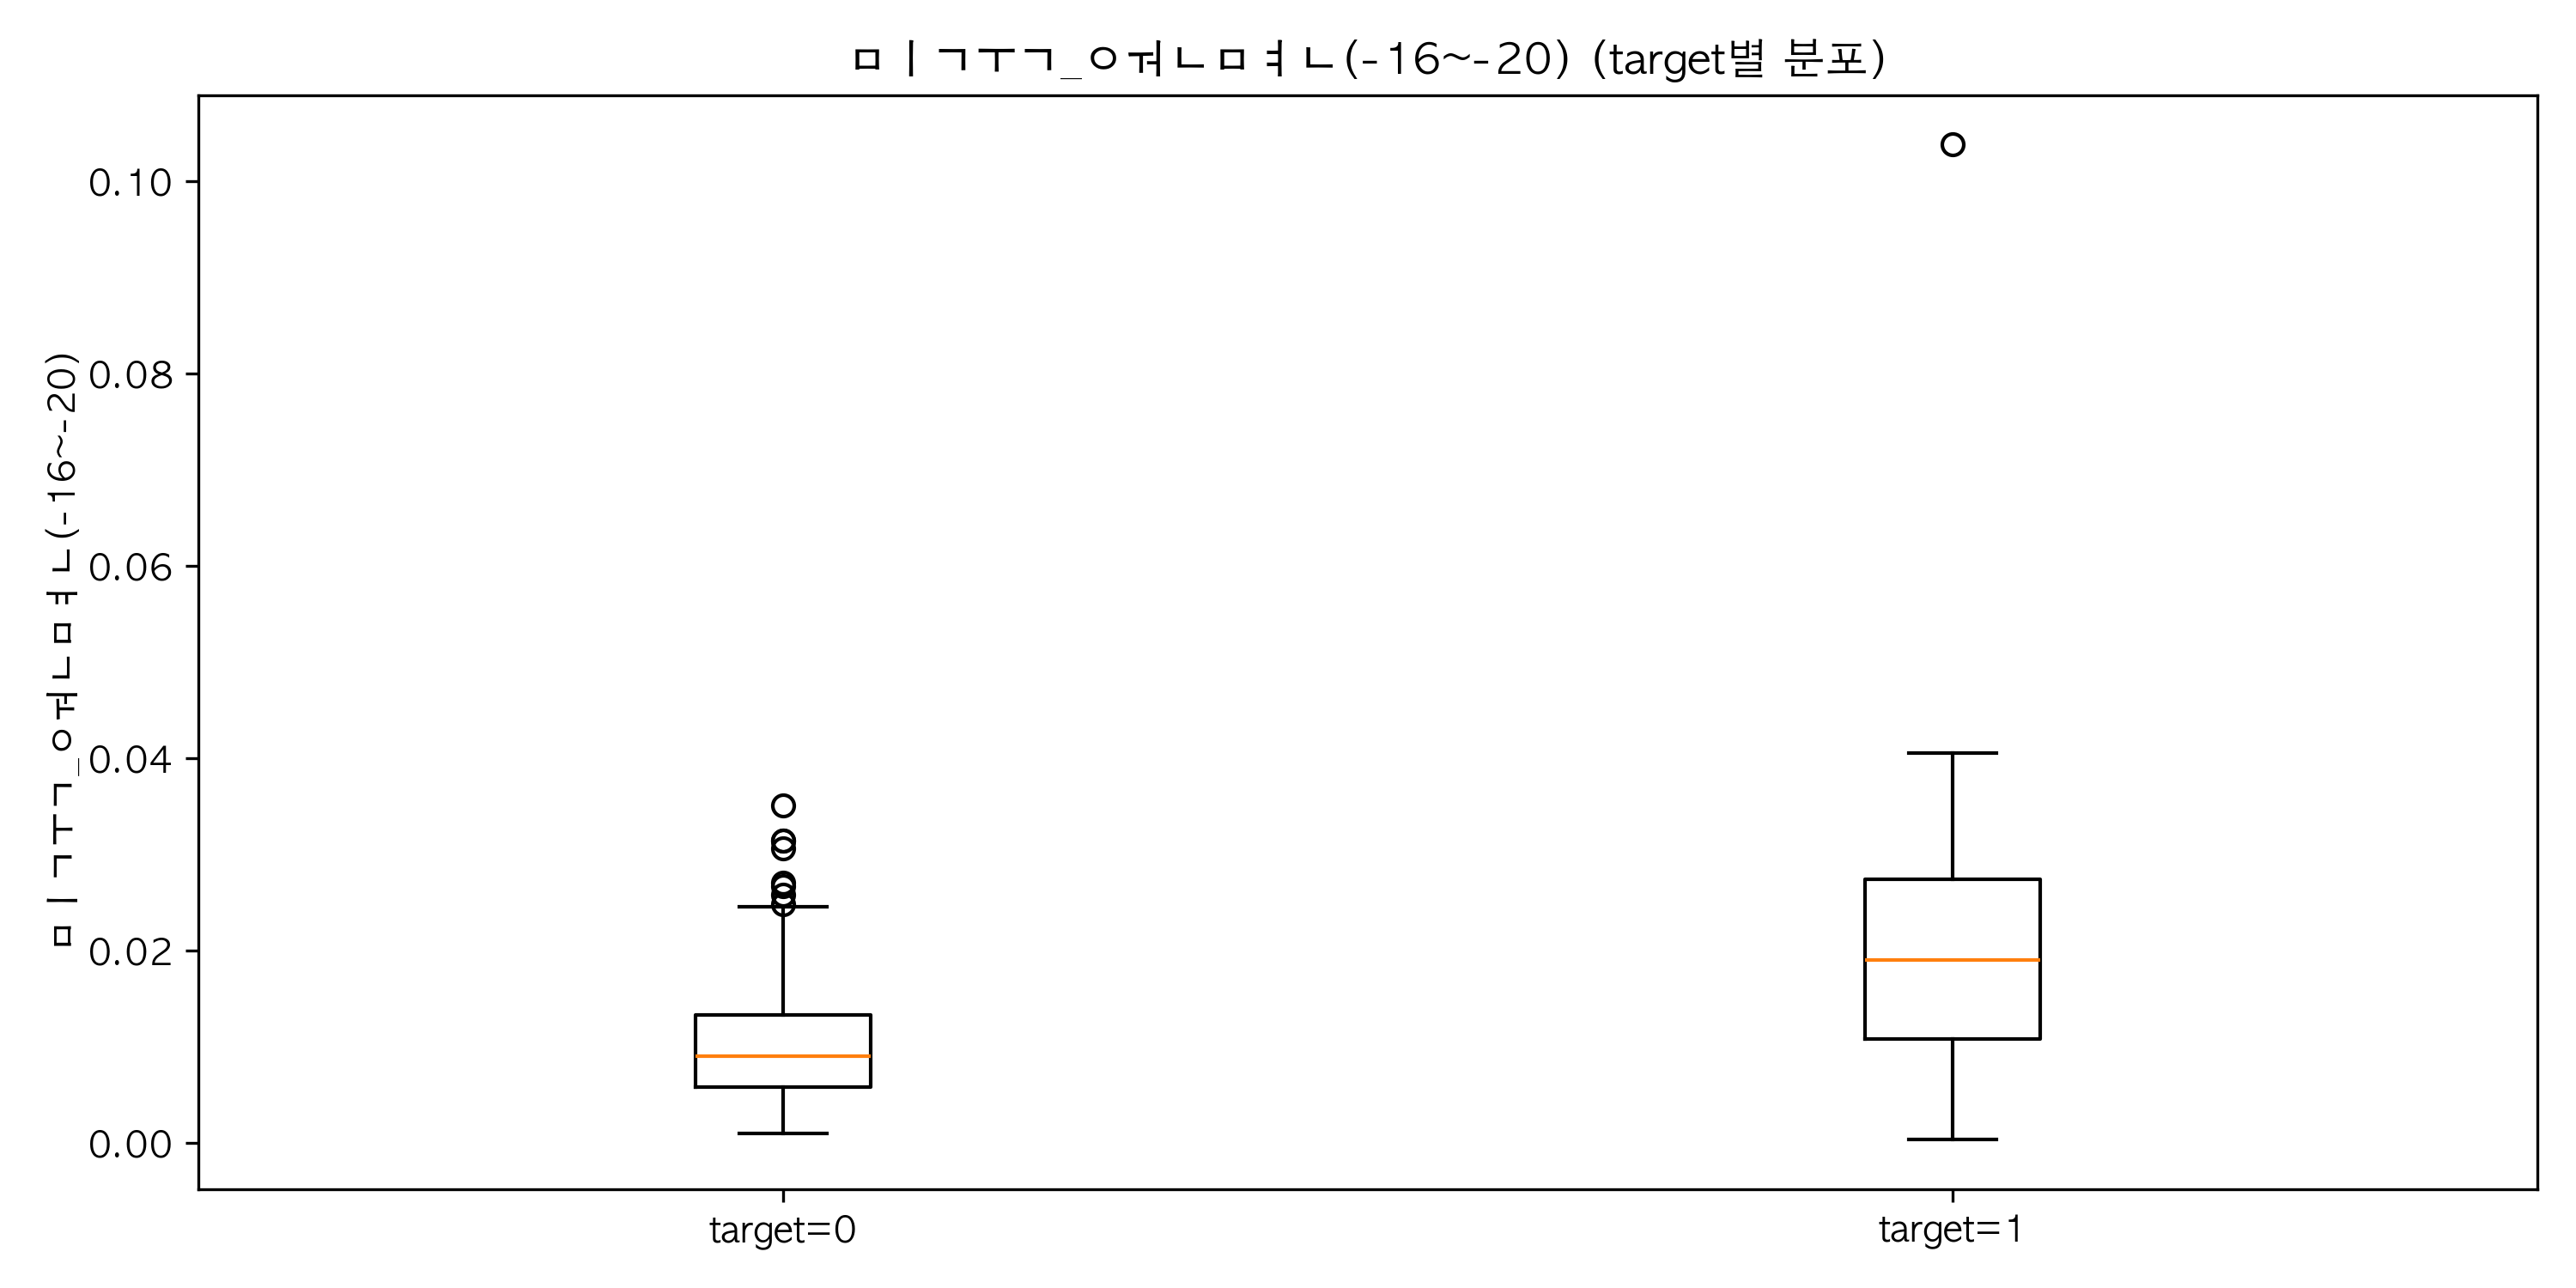 ㅁㅣㄱㅜㄱ_ㅇㅝㄴㅁㅕㄴ(-16~-20) (target별 분포)
ㅁㅣㄱㅜㄱ_ㅇㅝㄴㅁㅕㄴ(-16~-20)
0.10
0.08
0.06
0.04
0.02
0.00
target=0
target=1